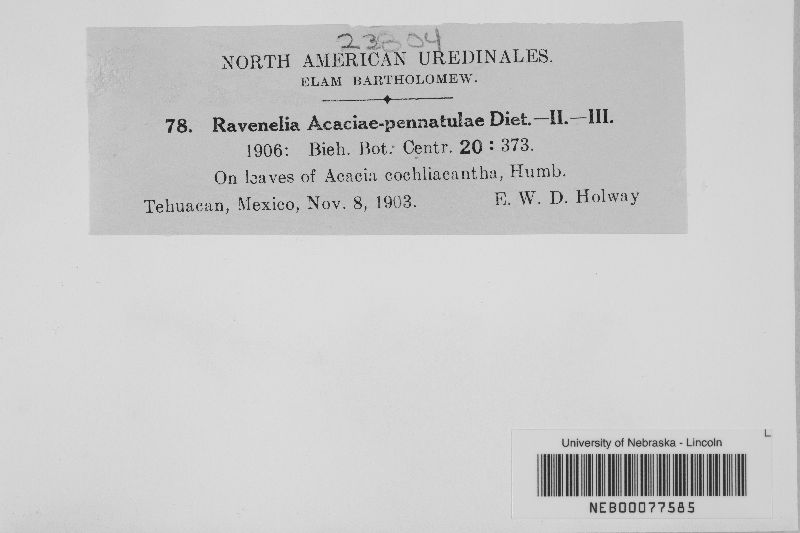 23804
NORTH AMERICAN UREDINALES.
ELAM BARTHOLOMEW.
78. Ravenelia Acaciae-pennatulae Diet.—II.—III.
1906: Bieh. Bot. Centr. 20 : 373.
On leaves of Acacia cochliacantha, Humb.
Tehuacan, Mexico, Nov. 8, 1903. E. W. D. Holway
L
University of Nebraska - Lincoln
NEB00077585